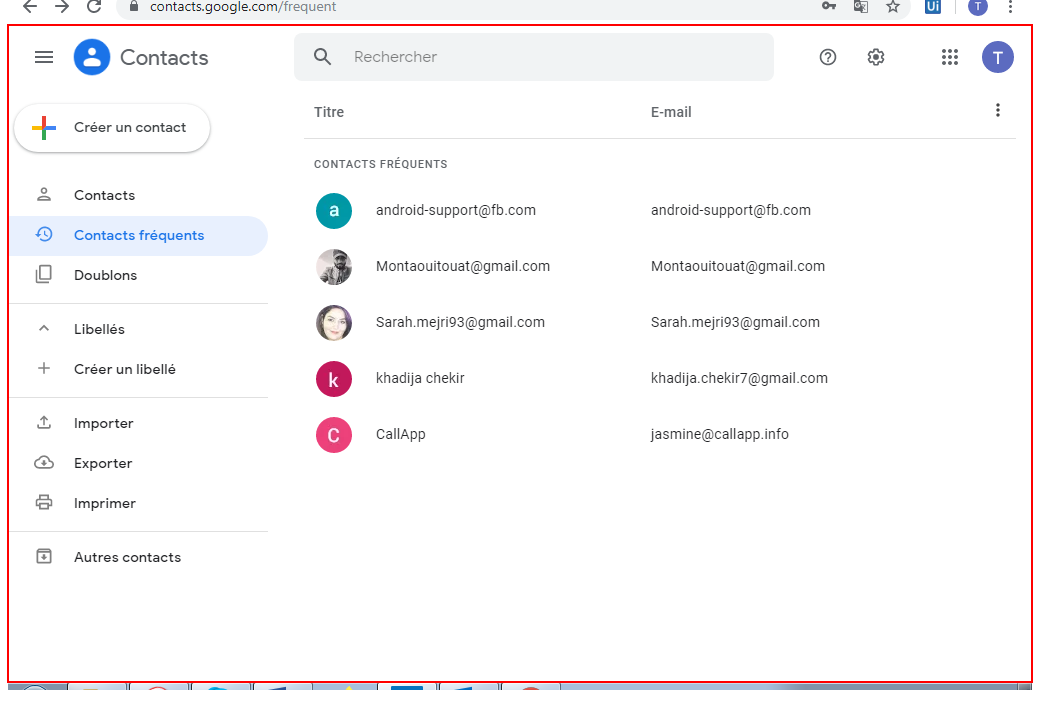 contacts.google.com/frequent
Ui
T
Contacts
Rechercher
T
Créer un contact
Titre
E-mail
CONTACTS FRÉQUENTS
Contacts
a
android-support@fb.com
android-support@fb.com
Contacts fréquents
Montaouitouat@gmail.com
Montaouitouat@gmail.com
Doublons
Sarah.mejri93@gmail.com
Sarah.mejri93@gmail.com
Libellés
Créer un libellé
k
khadija chekir
khadija.chekir7@gmail.com
Importer
C
CallApp
jasmine@callapp.info
Exporter
Imprimer
Autres contacts